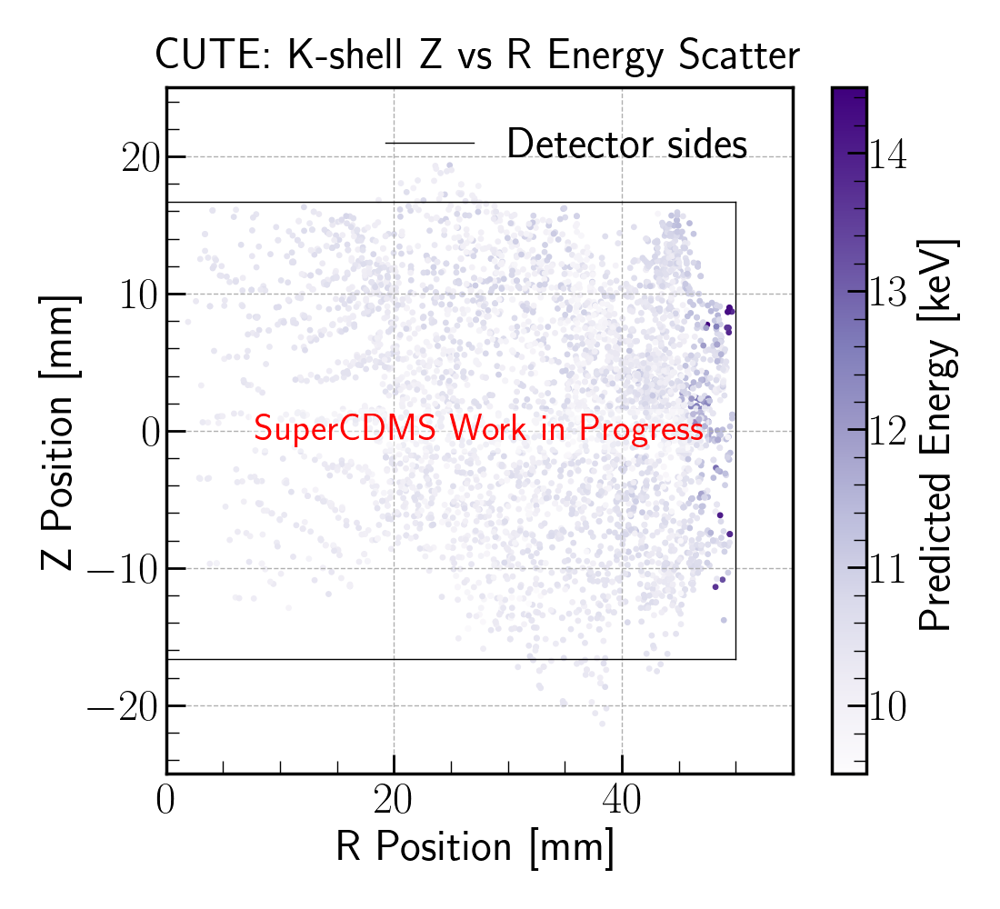 CUTE: K-shell Z vs R Energy Scatter
Detector sides
SuperCDMS Work in Progress
20
10
0
−10
−20
Z Position [mm]
0 20 40
R Position [mm]
14
13
12
11
10
Predicted Energy [keV]